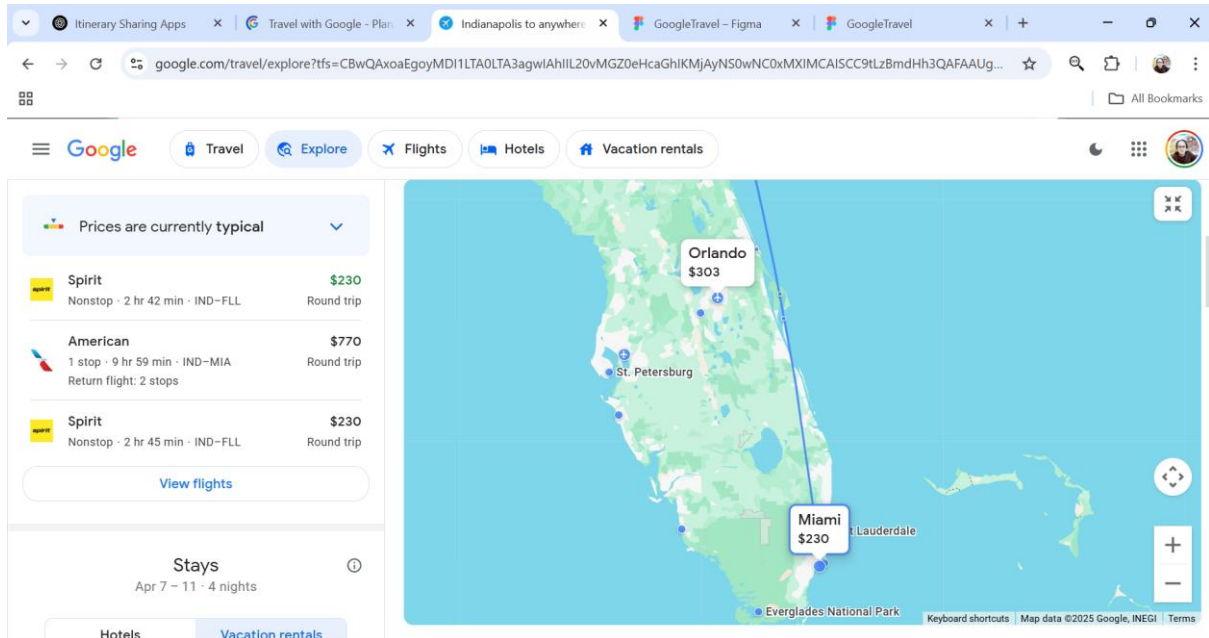 Itinerary Sharing Apps
Travel with Google - Plan
Indianapolis to anywhere
GoogleTravel – Figma
GoogleTravel
google.com/travel/explore?tfs=CBwQAxoaEgoyMDI1LTA0LTA3agwIAhIIL20vMGZ0eHcaGhIKMjAyNS0wNC0xMXIMCAISCC9tLzBmdHh3QAFAAUg...
All Bookmarks
Google
Travel
Explore
Flights
Hotels
Vacation rentals
Prices are currently typical
Spirit $230
Nonstop · 2 hr 42 min · IND–FLL Round trip
American $770
1 stop · 9 hr 59 min · IND–MIA Round trip
Return flight: 2 stops
Spirit $230
Nonstop · 2 hr 45 min · IND–FLL Round trip
View flights
Stays
Apr 7 – 11 · 4 nights
Hotels Vacation rentals
Orlando
$303
St. Petersburg
Miami
$230
t Lauderdale
Everglades National Park
Keyboard shortcuts Map data ©2025 Google, INEGI Terms